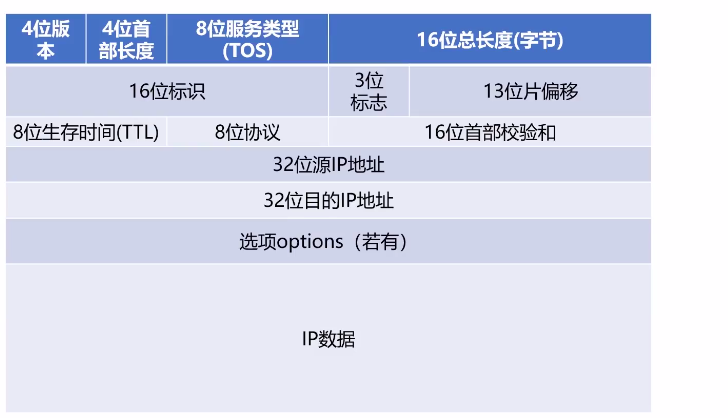 4位版
本
4位首
部长度
8位服务类型
(TOS)
16位总长度(字节)
16位标识
3位
标志
13位片偏移
8位生存时间(TTL)
8位协议
16位首部校验和
32位源IP地址
32位目的IP地址
选项options（若有）
IP数据